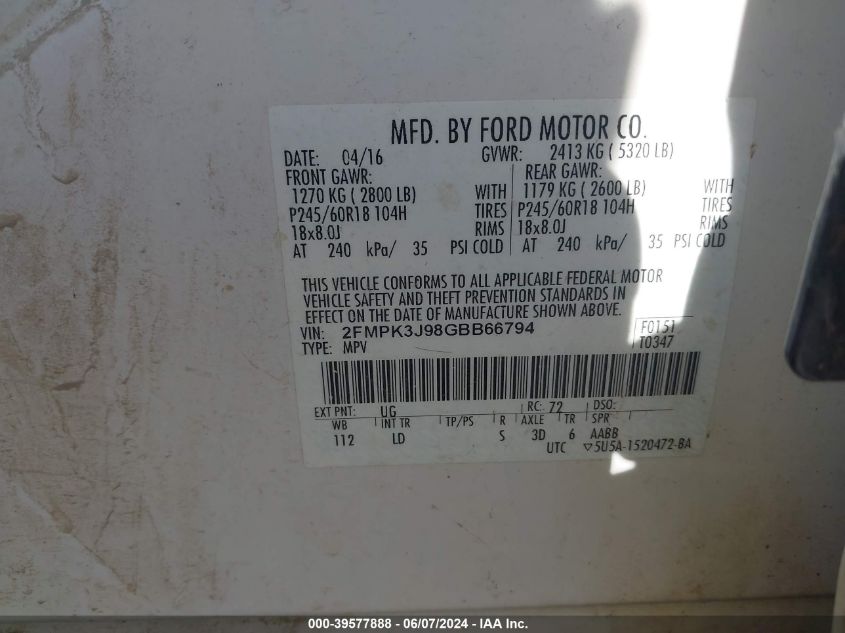 MFD. BY FORD MOTOR CO.
DATE: 04/16 GVWR: 2413 KG ( 5320 LB)
FRONT GAWR: REAR GAWR:
1270 KG ( 2800 LB) WITH 1179 KG ( 2600 LB) WITH
P245/60R18 104H TIRES P245/60R18 104H TIRES
18x8.0J RIMS 18x8.0J RIMS
AT 240 kPa/ 35 PSI COLD AT 240 kPa/ 35 PSI COLD
THIS VEHICLE CONFORMS TO ALL APPLICABLE FEDERAL MOTOR
VEHICLE SAFETY AND THEFT PREVENTION STANDARDS IN
EFFECT ON THE DATE OF MANUFACTURE SHOWN ABOVE.
VIN: 2FMPK3J98GBB66794 F0151
TYPE: MPV T0347
EXT PNT: UG RC: 72 DSO:
WB INT TR TP/PS R AXLE TR SPR
112 LD S 3D 6 AABB
UTC ▽5U5A-1520472-BA
000-39577888 - 06/07/2024 - IAA Inc.